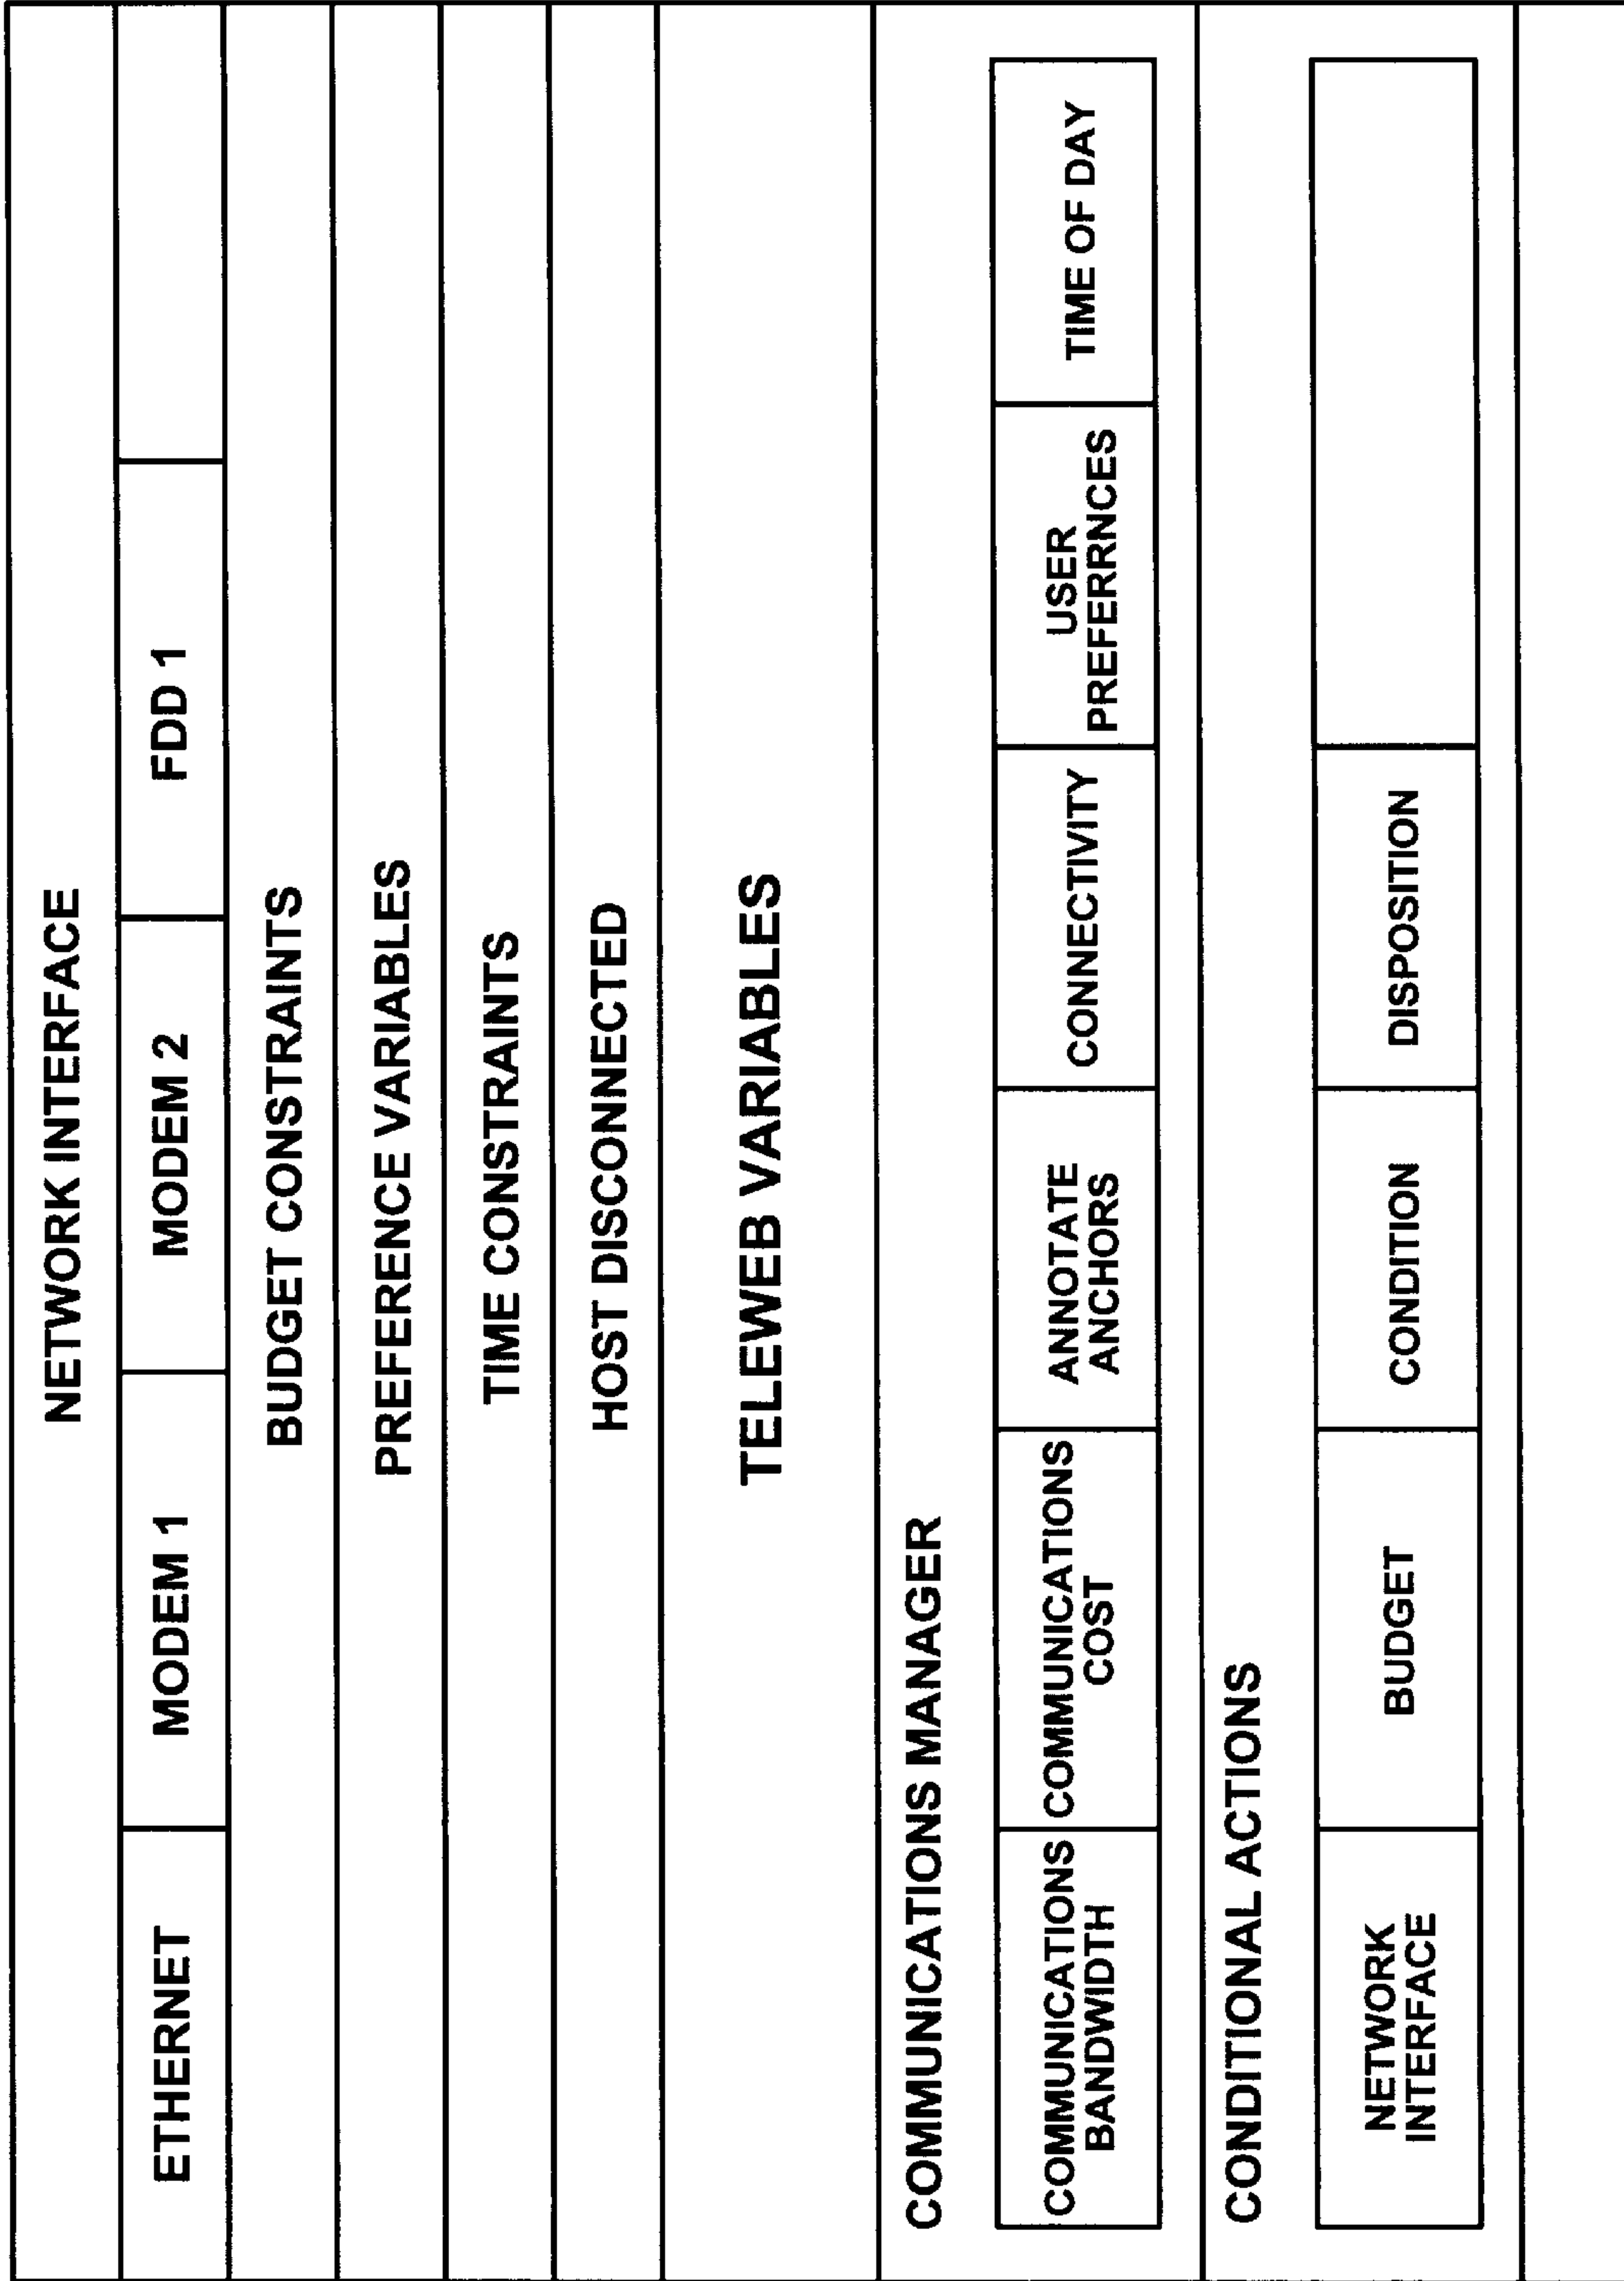 NETWORK INTERFACE
ETHERNET
MODEM 1
MODEM 2
FDD 1
BUDGET CONSTRAINTS
PREFERENCE VARIABLES
TIME CONSTRAINTS
HOST DISCONNECTED
TELEWEB VARIABLES
COMMUNICATIONS MANAGER
COMMUNICATIONS
BANDWIDTH
COMMUNICATIONS
COST
ANNOTATE
ANCHORS
CONNECTIVITY
USER
PREFERRNCES
TIME OF DAY
CONDITIONAL ACTIONS
NETWORK
INTERFACE
BUDGET
CONDITION
DISPOSITION